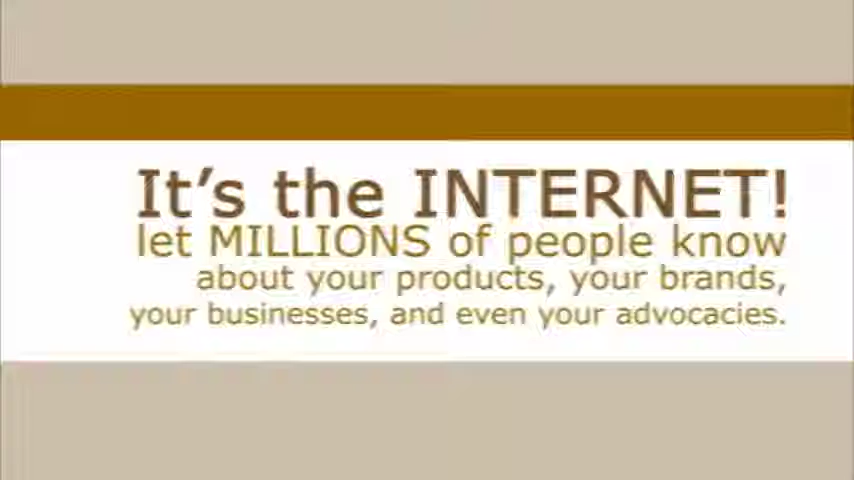 It’s the INTERNET!
let MILLIONS of people know
about your products, your brands,
your businesses, and even your advocacies.